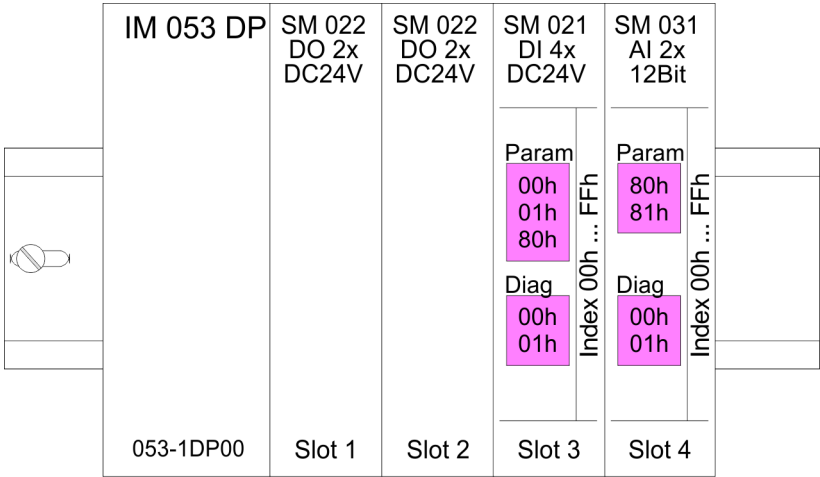 IM 053 DP
053-1DP00
SM 022
DO 2x
DC24V
Slot 1
SM 022
DO 2x
DC24V
Slot 2
SM 021
DI 4x
DC24V
Param
00h
01h
80h
Diag
00h
01h
Index 00h ... FFh
Slot 3
SM 031
AI 2x
12Bit
Param
80h
81h
Diag
00h
01h
Index 00h ... FFh
Slot 4